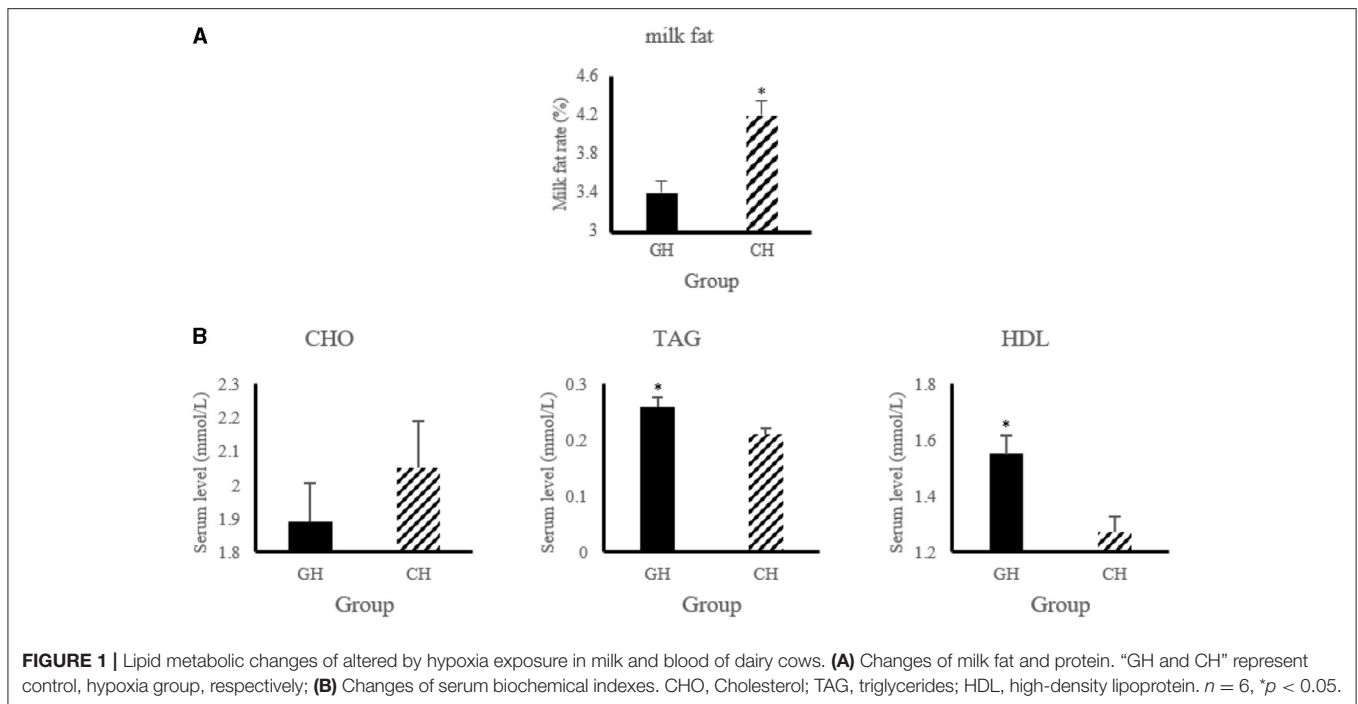 A
milk fat
Milk fat rate (%)
4.6
4.2
3.8
3.4
3
*
GH
CH
Group
B
CHO
Serum level (mmol/L)
2.3
2.2
2.1
2
1.9
1.8
GH
CH
Group
TAG
Serum level (mmol/L)
0.3
0.2
0.1
0
*
GH
CH
Group
HDL
Serum level (mmol/L)
1.8
1.6
1.4
1.2
*
GH
CH
Group
FIGURE 1 | Lipid metabolic changes of altered by hypoxia exposure in milk and blood of dairy cows. (A) Changes of milk fat and protein. “GH and CH” represent
control, hypoxia group, respectively; (B) Changes of serum biochemical indexes. CHO, Cholesterol; TAG, triglycerides; HDL, high-density lipoprotein. n = 6, *p < 0.05.